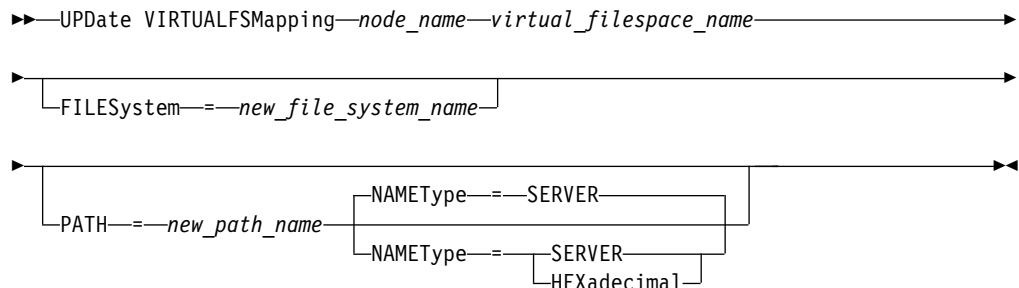 UPDate VIRTUALFSMapping node_name virtual_filespace_name
FILESystem = new_file_system_name
NAMEType = SERVER
PATH = new_path_name
NAMEType = SERVER
HEXadecimal